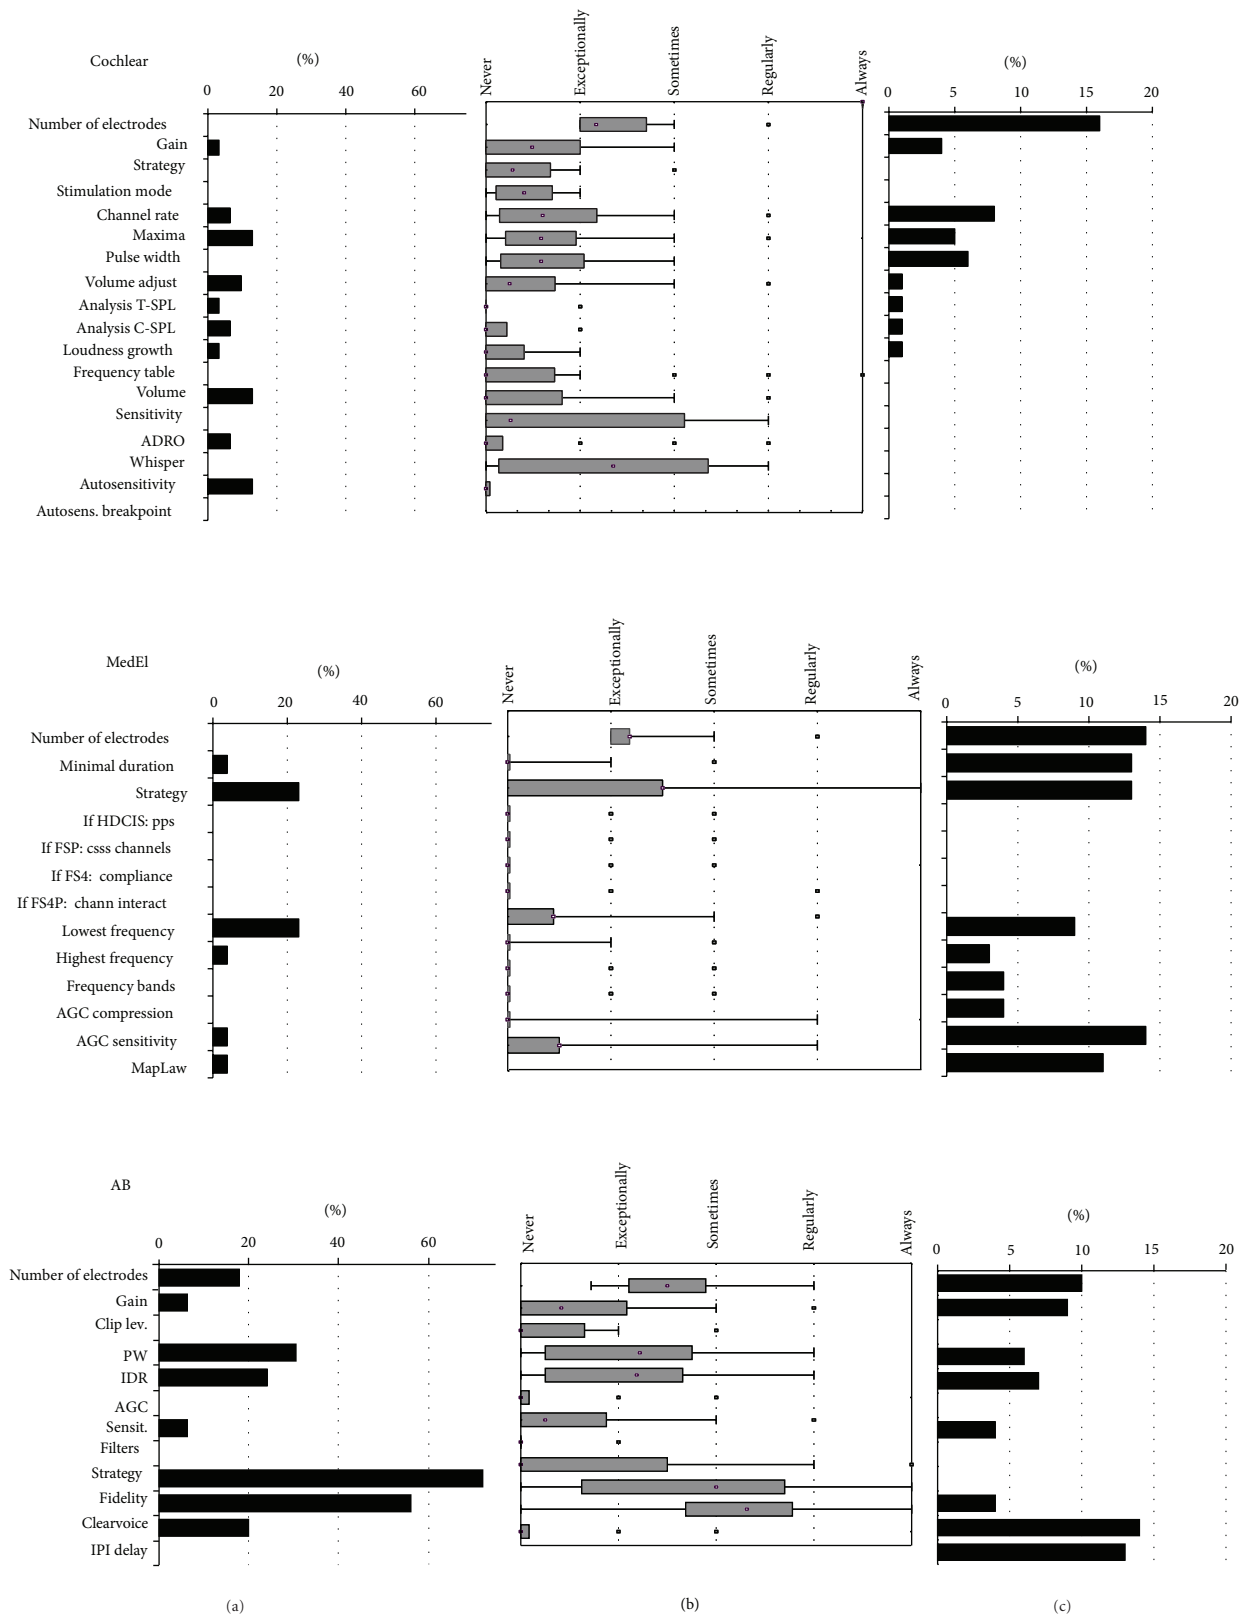 Cochlear
(%)
0 20 40 60
Never
Exceptionally
Sometimes
Regularly
Always
(%)
0 5 10 15 20
Number of electrodes
Gain
Strategy
Stimulation mode
Channel rate
Maxima
Pulse width
Volume adjust
Analysis T-SPL
Analysis C-SPL
Loudness growth
Frequency table
Volume
Sensitivity
ADRO
Whisper
Autosensitivity
Autosens. breakpoint
MedEl
(%)
0 20 40 60
Never
Exceptionally
Sometimes
Regularly
Always
(%)
0 5 10 15 20
Number of electrodes
Minimal duration
Strategy
If HDCIS: pps
If FSP: csss channels
If FS4: compliance
If FS4P: chann interact
Lowest frequency
Highest frequency
Frequency bands
AGC compression
AGC sensitivity
MapLaw
AB
(%)
0 20 40 60
Never
Exceptionally
Sometimes
Regularly
Always
(%)
0 5 10 15 20
Number of electrodes
Gain
Clip lev.
PW
IDR
AGC
Sensit.
Filters
Strategy
Fidelity
Clearvoice
IPI delay
(a)
(b)
(c)